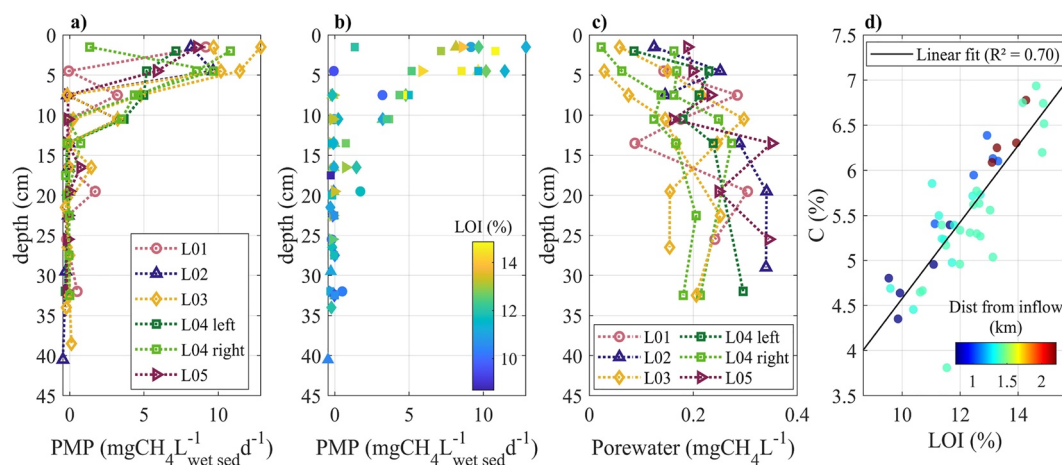 a)
0
5
10
15
20
25
30
35
40
45
depth (cm)
L01
L02
L03
L04 left
L04 right
L05
0 5 10
PMP (mgCH4L-1wet sedd-1)
b)
0
5
10
15
20
25
30
35
40
45
depth (cm)
LOI (%)
14
12
10
0 5 10
PMP (mgCH4L-1wet sedd-1)
c)
0
5
10
15
20
25
30
35
40
45
depth (cm)
L01 L04 left
L02 L04 right
L03 L05
0 0.2 0.4
Porewater (mgCH4L-1)
d)
Linear fit (R² = 0.70)
7
6.5
6
5.5
5
4.5
4
3.5
C (%)
Dist from inflow
(km)
1 1.5 2
10 12 14
LOI (%)